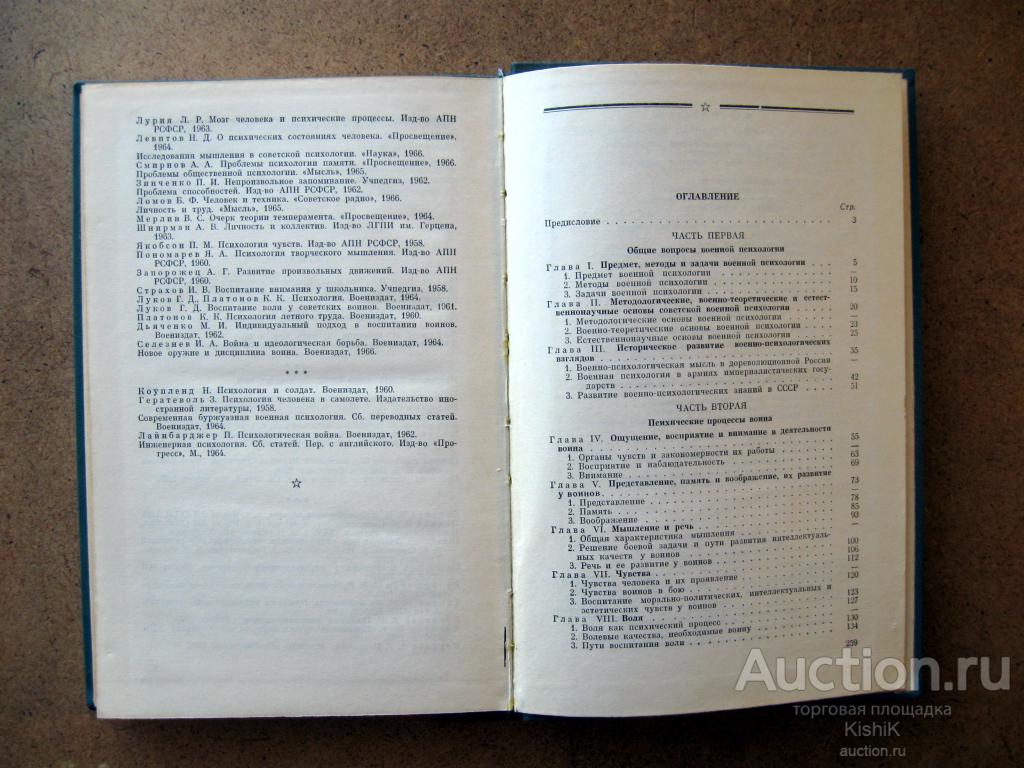 Лурия Л. Р. Мозг человека и психические процессы. Изд-во АПН
РСФСР, 1963.
Левитов Н. Д. О психических состояниях человека. «Просвещение»,
1964.
Исследования мышления в советской психологии. «Наука», 1966.
Смирнов А. А. Проблемы психологии памяти. «Просвещение», 1966.
Проблемы общественной психологии. «Мысль», 1965.
Зинченко П. И. Непроизвольное запоминание. Учпедгиз, 1962.
Проблема способностей. Изд-во АПН РСФСР, 1962.
Ломов Б. Ф. Человек и техника. «Советское радио», 1966.
Личность и труд. «Мысль», 1965.
Мерлин В. С. Очерк теории темперамента. «Просвещение», 1964.
Шнирман А. В. Личность и коллектив. Изд-во ЛГПИ им. Герцена,
1963.
Якобсон П. М. Психология чувств. Изд-во АПН РСФСР, 1958.
Пономарев Я. А. Психология творческого мышления. Изд-во АПН
РСФСР, 1960.
Запорожец А. Г. Развитие произвольных движений. Изд-во АПН
РСФСР, 1960.
Страхов И. В. Воспитание внимания у школьника. Учпедгиз, 1958.
Луков Г. Д., Платонов К. К. Психология. Воениздат, 1964.
Луков Г. Д. Воспитание воли у советских воинов. Воениздат, 1961.
Платонов К. К. Психология летного труда. Воениздат, 1960.
Дьяченко М. И. Индивидуальный подход в воспитании воинов.
Воениздат, 1962.
Селезнев И. А. Война и идеологическая борьба. Воениздат, 1964.
Новое оружие и дисциплина воина. Воениздат, 1966.
* * *
Коупленд Н. Психология и солдат. Воениздат, 1960.
Гератеволь З. Психология человека в самолете. Издательство ино-
странной литературы, 1958.
Современная буржуазная военная психология. Сб. переводных статей.
Воениздат, 1964.
Лайнбарджер П. Психологическая война. Воениздат, 1962.
Инженерная психология. Сб. статей. Пер. с английского. Изд-во «Про-
гресс», М., 1964.
ОГЛАВЛЕНИЕ
Стр.
Предисловие . . . 3
ЧАСТЬ ПЕРВАЯ
Общие вопросы военной психологии
Глава I. Предмет, методы и задачи военной психологии . . . 5
1. Предмет военной психологии . . . —
2. Методы военной психологии . . . 10
3. Задачи военной психологии . . . 15
Глава II. Методологические, военно-теоретические и естест-
веннонаучные основы советской военной психологии . . . 20
1. Методологические основы военной психологии . . . —
2. Военно-теоретические основы военной психологии . . . 23
3. Естественнонаучные основы военной психологии . . . 25
Глава III. Историческое развитие военно-психологических
взглядов . . . 35
1. Военно-психологическая мысль в дореволюционной России —
2. Военная психология в армиях империалистических госу-
дарств . . . 42
3. Развитие военно-психологических знаний в СССР . . . 51
ЧАСТЬ ВТОРАЯ
Психические процессы воина
Глава IV. Ощущение, восприятие и внимание в деятельности
воина . . . 55
1. Органы чувств и закономерности их работы . . . —
2. Восприятие и наблюдательность . . . 63
3. Внимание . . . 69
Глава V. Представление, память и воображение, их развитие
у воинов . . . 73
1. Представление . . . —
2. Память . . . 78
3. Воображение . . . 85
Глава VI. Мышление и речь . . . 93
1. Общая характеристика мышления . . . —
2. Решение боевой задачи и пути развития интеллектуаль-
ных качеств у воинов . . . 100
3. Речь и ее развитие у воинов . . . 106
Глава VII. Чувства . . . 112
1. Чувства человека и их проявление . . . —
2. Чувства воинов в бою . . . 120
3. Воспитание морально-политических, интеллектуальных и
эстетических чувств у воинов . . . 123
Глава VIII. Воля . . . 127
1. Воля как психический процесс . . . —
2. Волевые качества, необходимые воину . . . 130
3. Пути воспитания воли . . . 134
259
Auction.ru
торговая площадка
KishiK
auction.ru